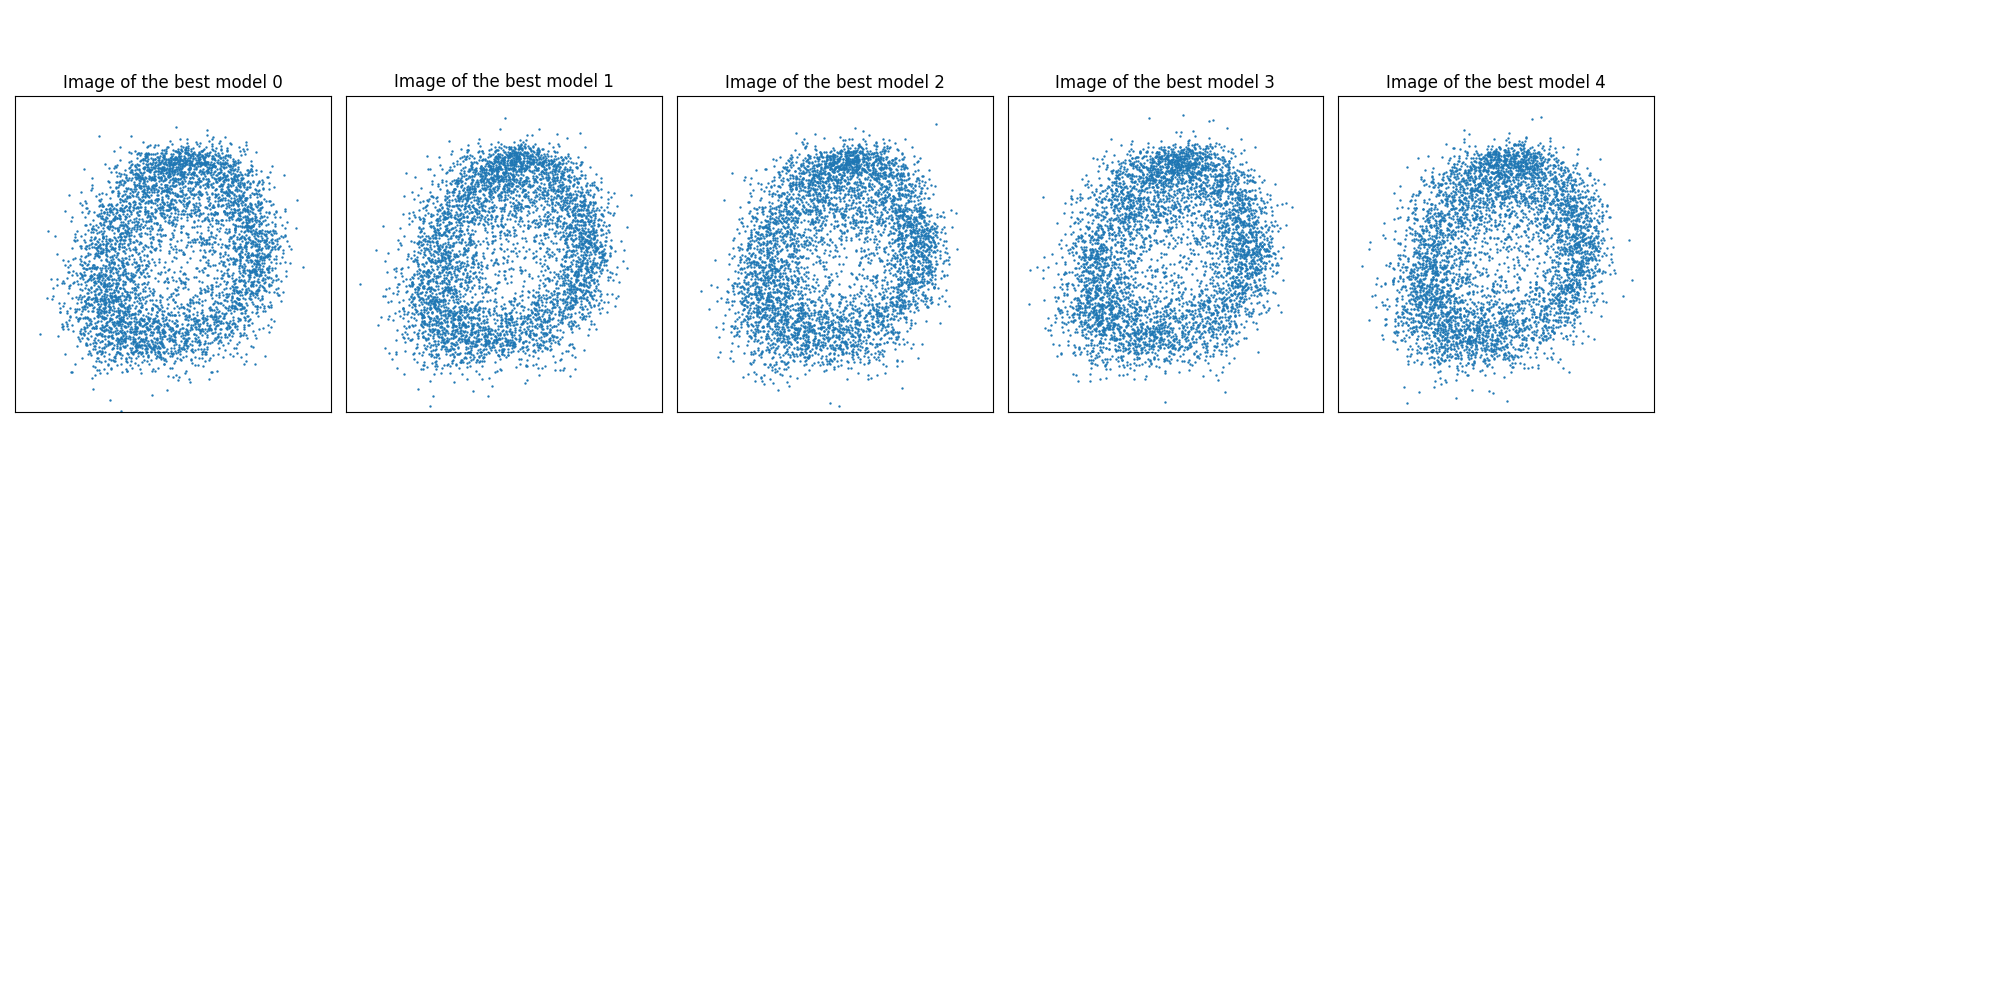 Image of the best model 0
Image of the best model 1
Image of the best model 2
Image of the best model 3
Image of the best model 4